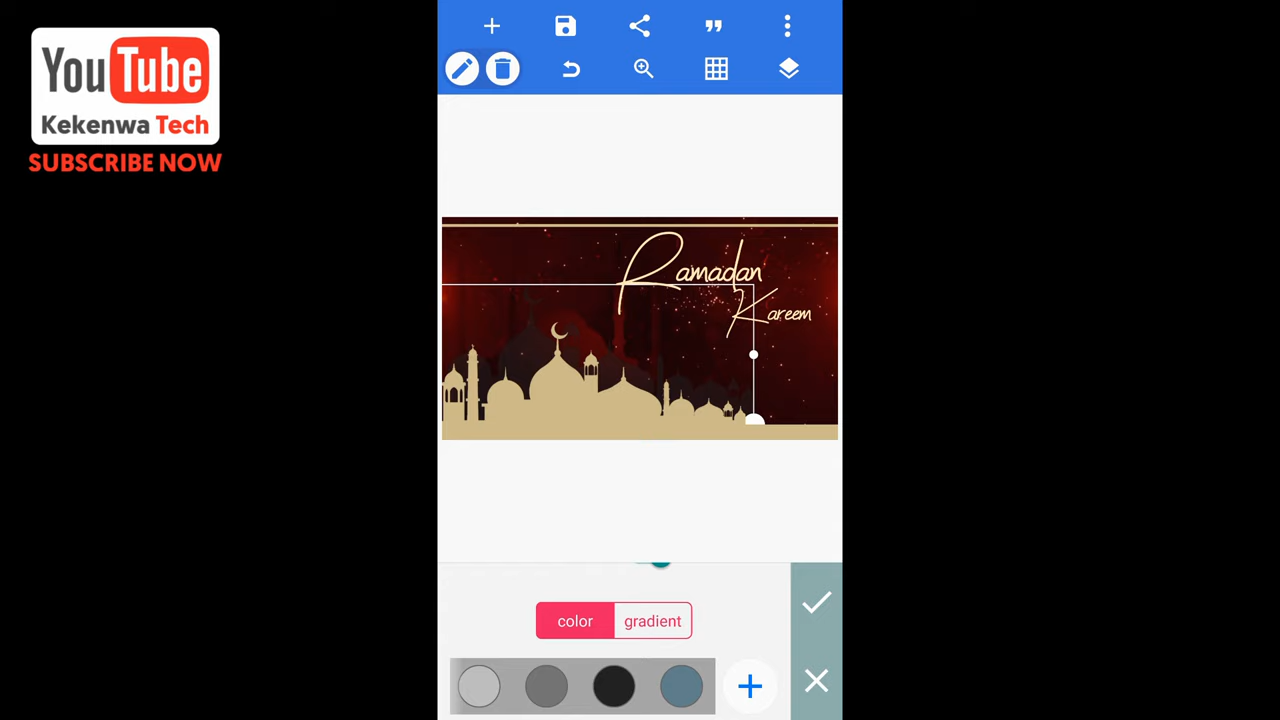 YouTube
Kekenwa Tech
SUBSCRIBE NOW
Ramadan
Kareem
color
gradient